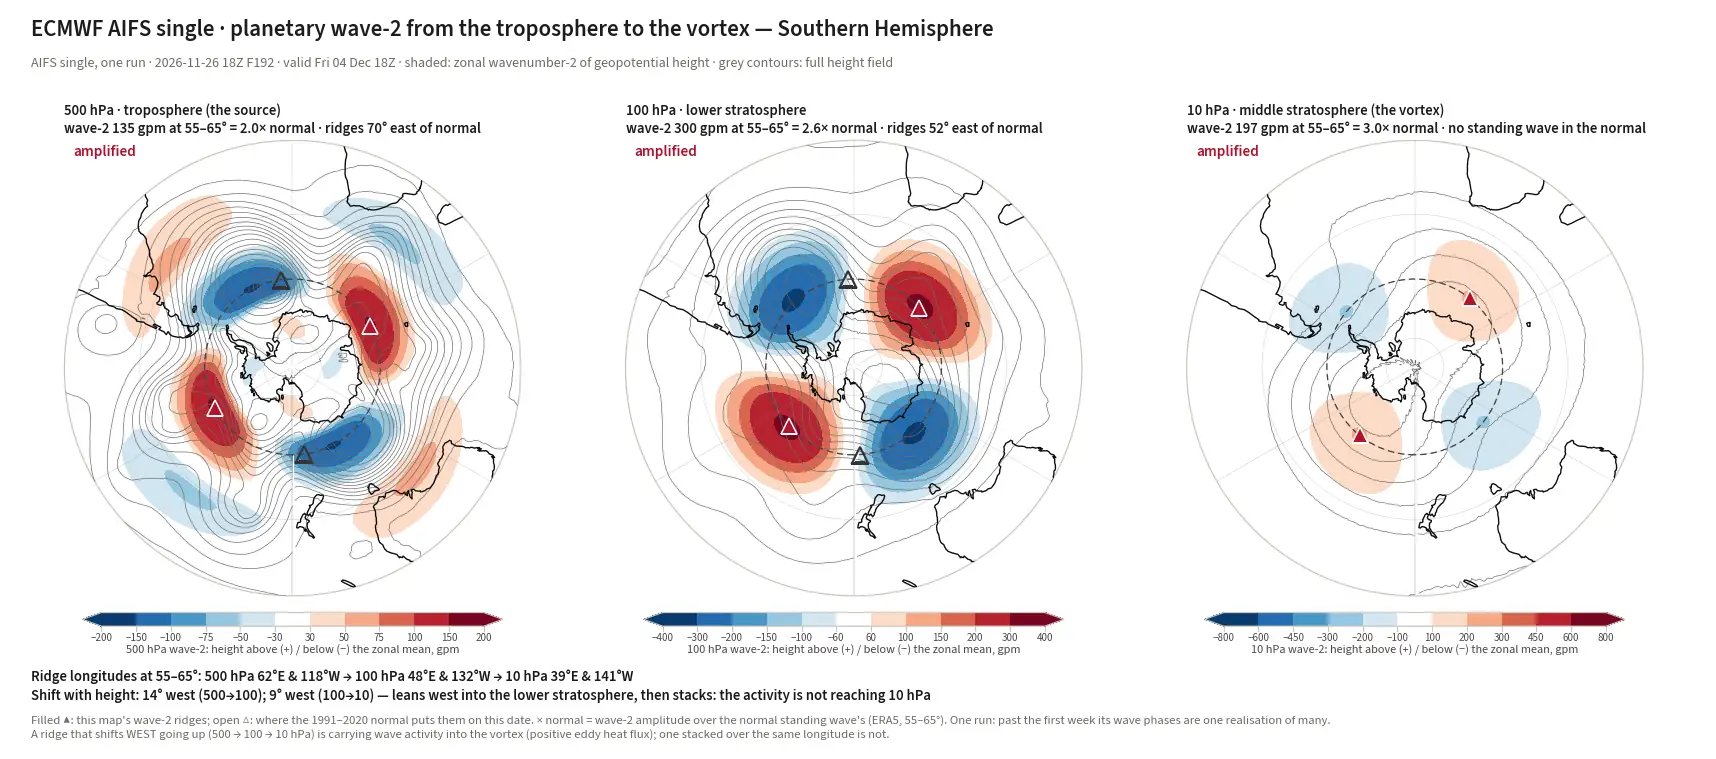 ECMWF AIFS single · planetary wave-2 from the troposphere to the vortex — Southern Hemisphere
AIFS single, one run · 2026-11-26 18Z F192 · valid Fri 04 Dec 18Z · shaded: zonal wavenumber-2 of geopotential height · grey contours: full height field
500 hPa · troposphere (the source)
wave-2 135 gpm at 55–65° = 2.0× normal · ridges 70° east of normal
amplified
100 hPa · lower stratosphere
wave-2 300 gpm at 55–65° = 2.6× normal · ridges 52° east of normal
amplified
10 hPa · middle stratosphere (the vortex)
wave-2 197 gpm at 55–65° = 3.0× normal · no standing wave in the normal
amplified
−200 −150 −100 −75 −50 −30 30 50 75 100 150 200
500 hPa wave-2: height above (+) / below (−) the zonal mean, gpm
−400 −300 −200 −150 −100 −60 60 100 150 200 300 400
100 hPa wave-2: height above (+) / below (−) the zonal mean, gpm
−800 −600 −450 −300 −200 −100 100 200 300 450 600 800
10 hPa wave-2: height above (+) / below (−) the zonal mean, gpm
Ridge longitudes at 55–65°: 500 hPa 62°E & 118°W → 100 hPa 48°E & 132°W → 10 hPa 39°E & 141°W
Shift with height: 14° west (500→100); 9° west (100→10) — leans west into the lower stratosphere, then stacks: the activity is not reaching 10 hPa
Filled ▲: this map's wave-2 ridges; open △: where the 1991–2020 normal puts them on this date. × normal = wave-2 amplitude over the normal standing wave's (ERA5, 55–65°). One run: past the first week its wave phases are one realisation of many.
A ridge that shifts WEST going up (500 → 100 → 10 hPa) is carrying wave activity into the vortex (positive eddy heat flux); one stacked over the same longitude is not.